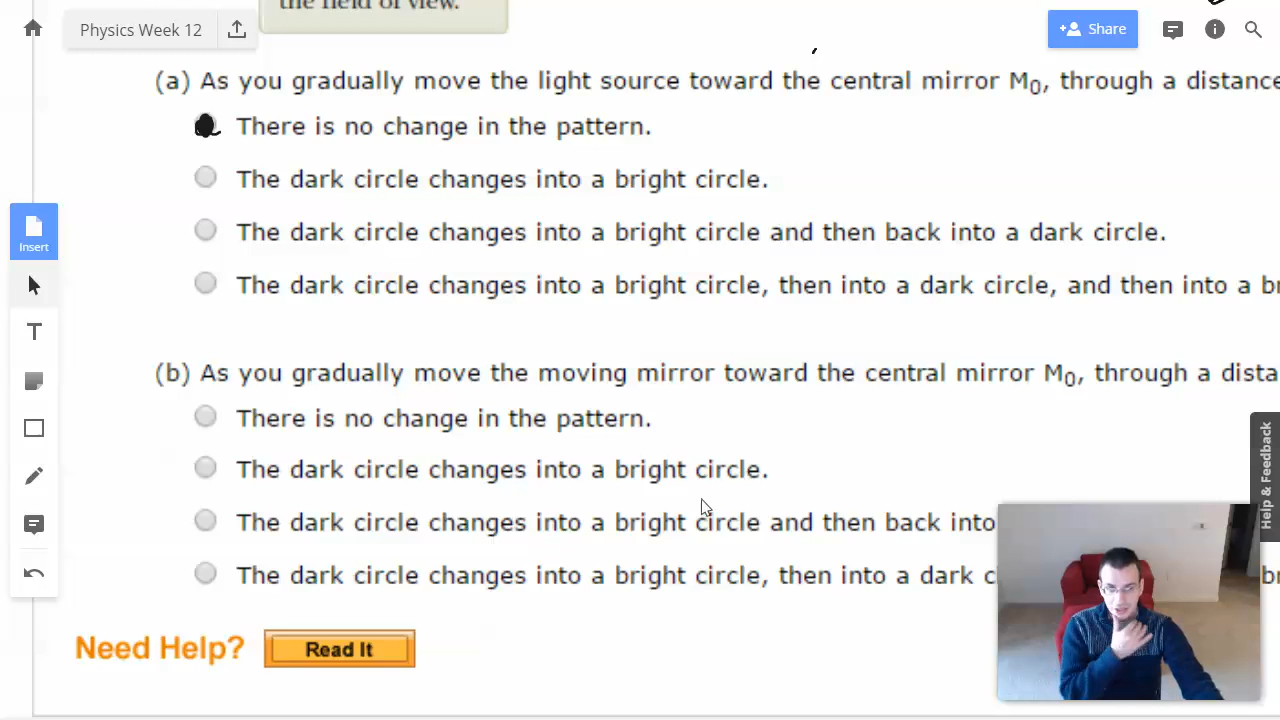 the field of view.
Physics Week 12
Share
(a) As you gradually move the light source toward the central mirror M0, through a distance
There is no change in the pattern.
The dark circle changes into a bright circle.
The dark circle changes into a bright circle and then back into a dark circle.
The dark circle changes into a bright circle, then into a dark circle, and then into a br
Insert
T
(b) As you gradually move the moving mirror toward the central mirror M0, through a dista
There is no change in the pattern.
The dark circle changes into a bright circle.
The dark circle changes into a bright circle and then back into
The dark circle changes into a bright circle, then into a dark c br
Help & Feedback
Need Help? Read It